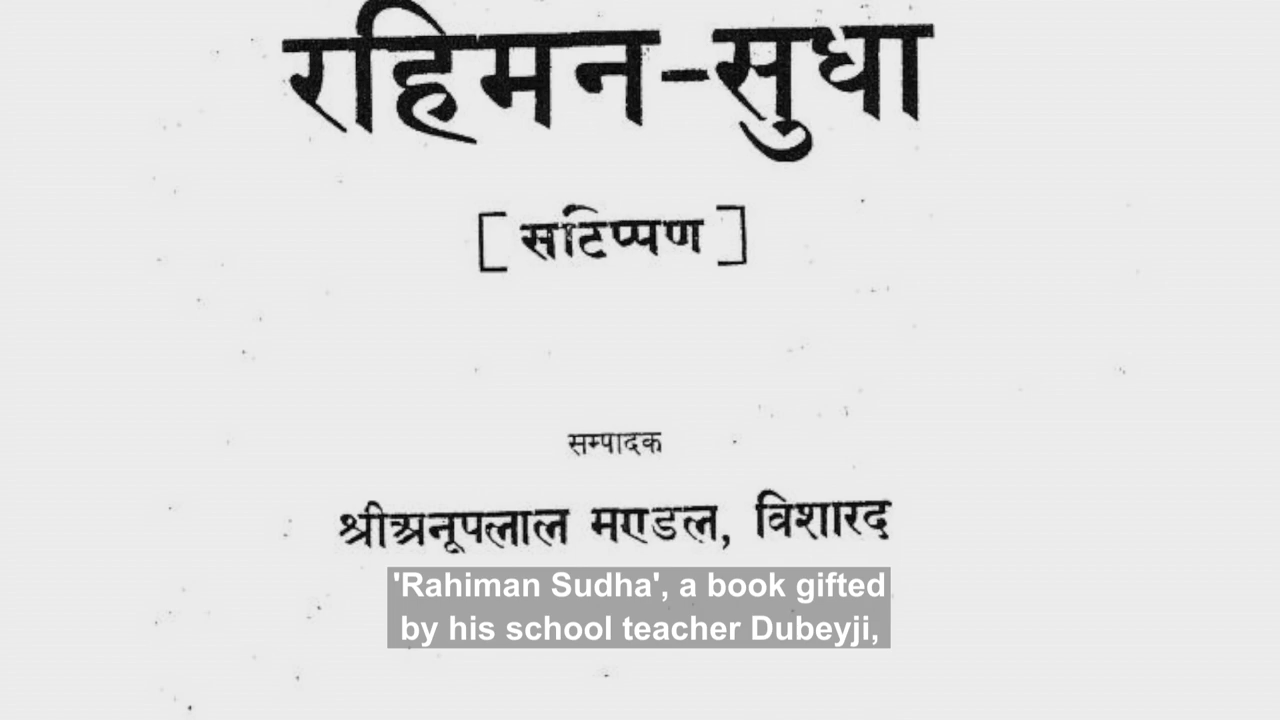 रहिमन-सुधा
[ सटिप्पण ]
सम्पादक
श्रीअनूपलाल मण्डल, विशारद
'Rahiman Sudha', a book gifted
by his school teacher Dubeyji,